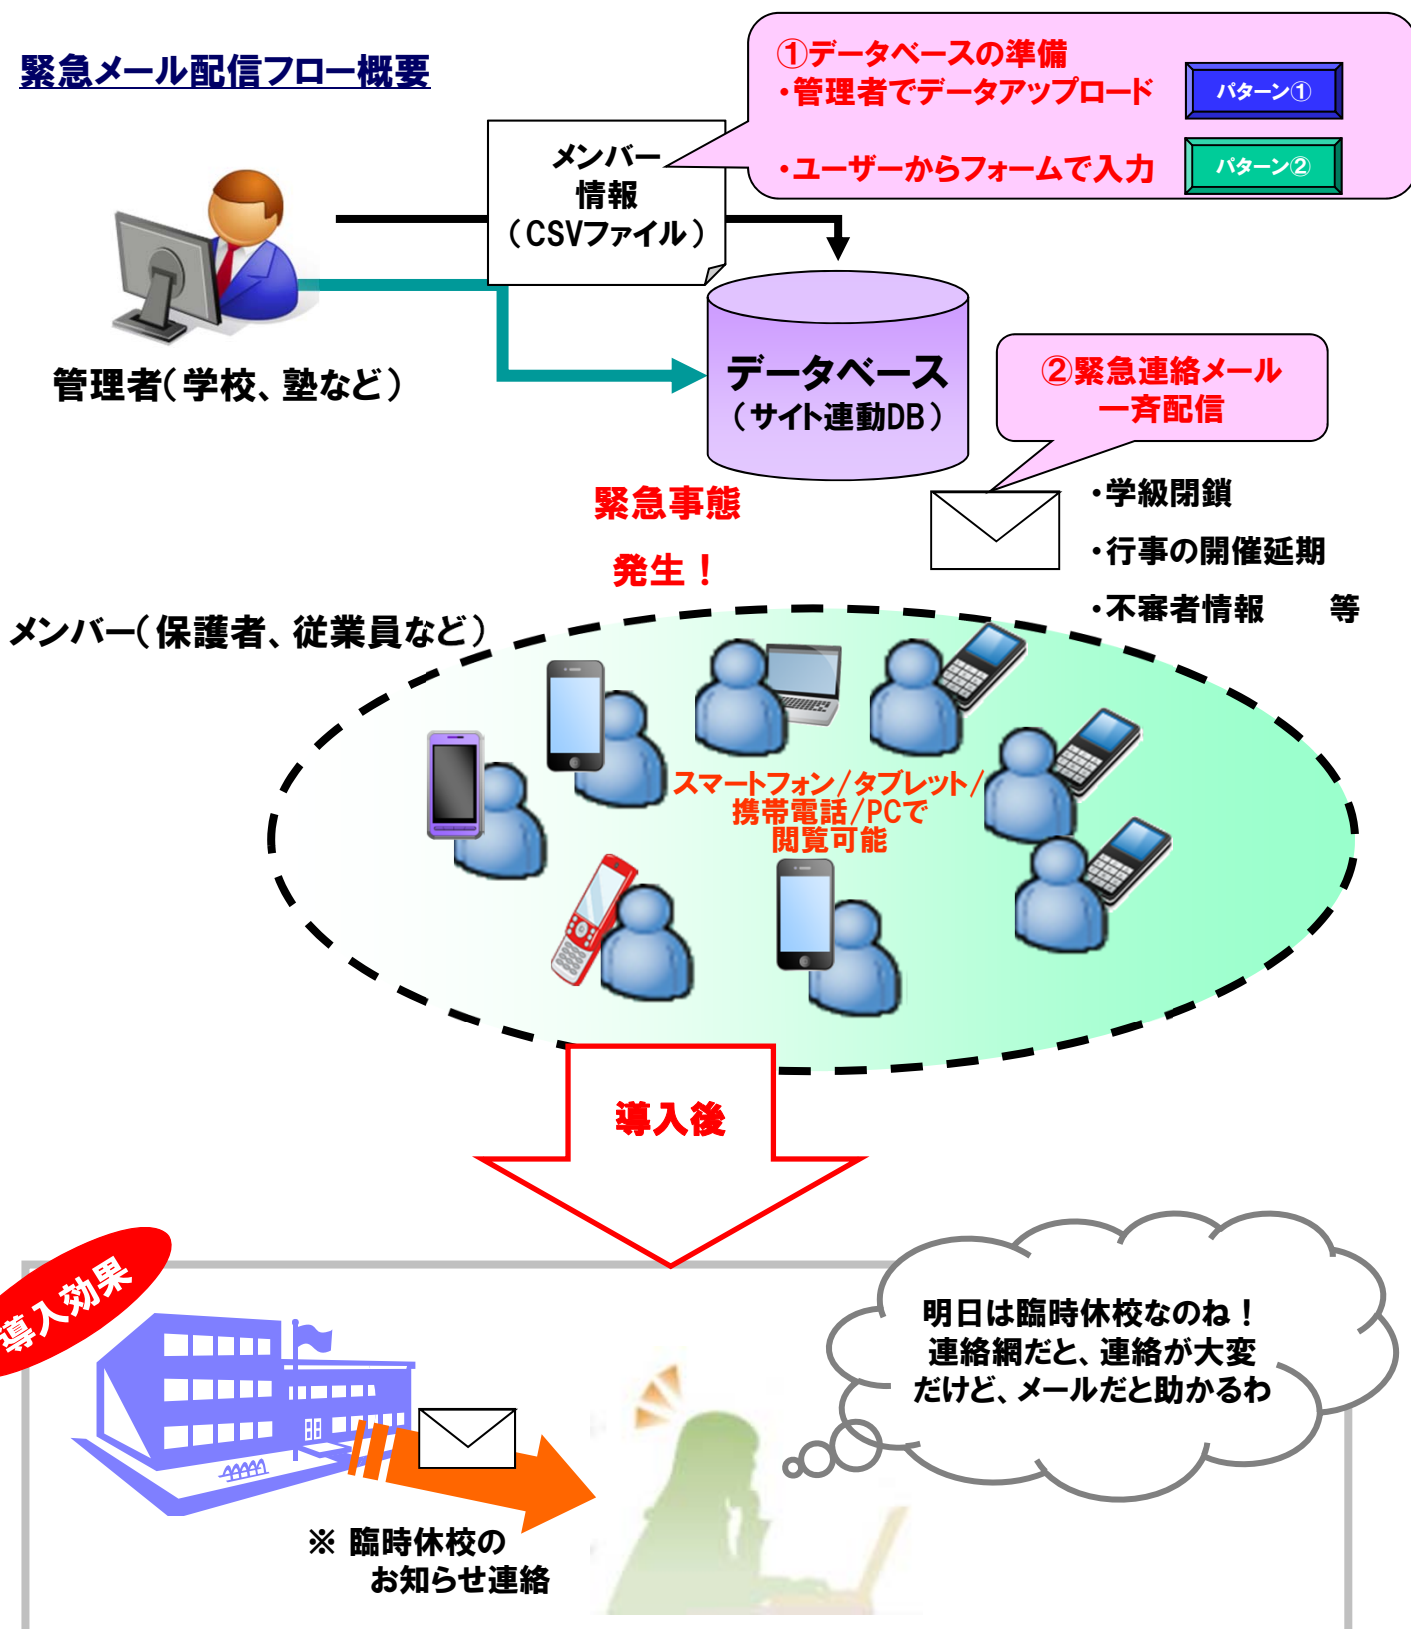 緊急メール配信フロー概要
①データベースの準備
・管理者でデータアップロード
パターン①
・ユーザーからフォームで入力
パターン②
メンバー
情報
（CSVファイル）
管理者（学校、塾など）
データベース
（サイト連動DB）
②緊急連絡メール
一斉配信
緊急事態
発生！
・学級閉鎖
・行事の開催延期
・不審者情報　　等
メンバー（保護者、従業員など）
スマートフォン/タブレット/
携帯電話/PCで
閲覧可能
導入後
導入効果
明日は臨時休校なのね！
連絡網だと、連絡が大変
だけど、メールだと助かるわ
※ 臨時休校の
お知らせ連絡